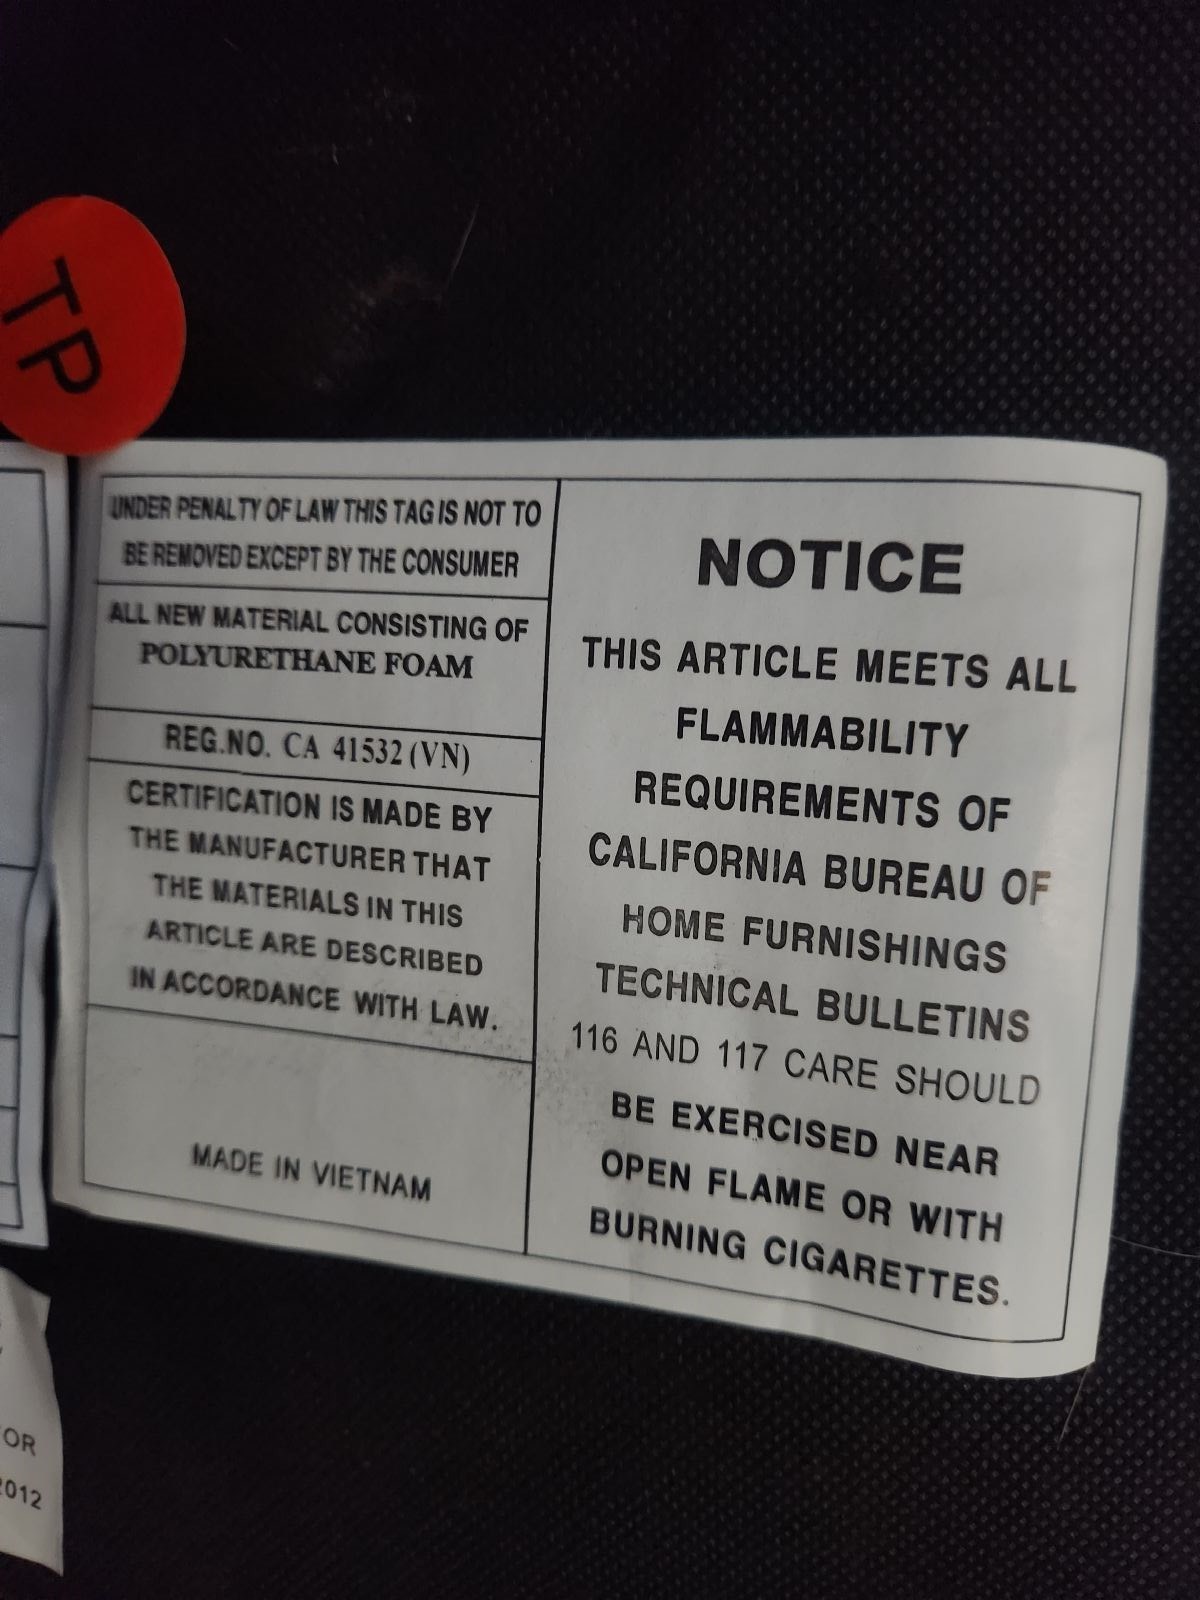 TP
UNDER PENALTY OF LAW THIS TAG IS NOT TO
BE REMOVED EXCEPT BY THE CONSUMER
ALL NEW MATERIAL CONSISTING OF
POLYURETHANE FOAM
REG.NO. CA 41532 (VN)
CERTIFICATION IS MADE BY
THE MANUFACTURER THAT
THE MATERIALS IN THIS
ARTICLE ARE DESCRIBED
IN ACCORDANCE WITH LAW.
MADE IN VIETNAM
NOTICE
THIS ARTICLE MEETS ALL
FLAMMABILITY
REQUIREMENTS OF
CALIFORNIA BUREAU OF
HOME FURNISHINGS
TECHNICAL BULLETINS
116 AND 117 CARE SHOULD
BE EXERCISED NEAR
OPEN FLAME OR WITH
BURNING CIGARETTES.
OR
2012